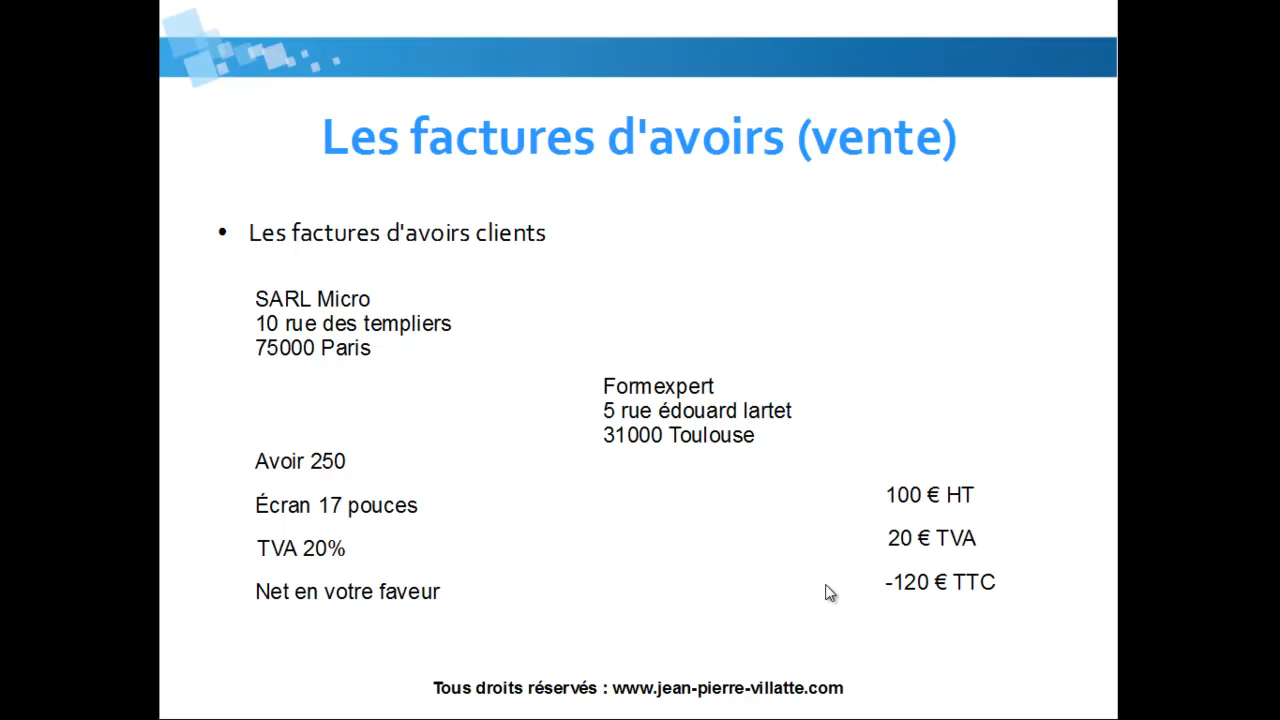 Les factures d'avoirs (vente)
• Les factures d'avoirs clients
SARL Micro
10 rue des templiers
75000 Paris
Formexpert
5 rue édouard lartet
31000 Toulouse
Avoir 250
Écran 17 pouces 100 € HT
TVA 20% 20 € TVA
Net en votre faveur -120 € TTC
Tous droits réservés : www.jean-pierre-villatte.com